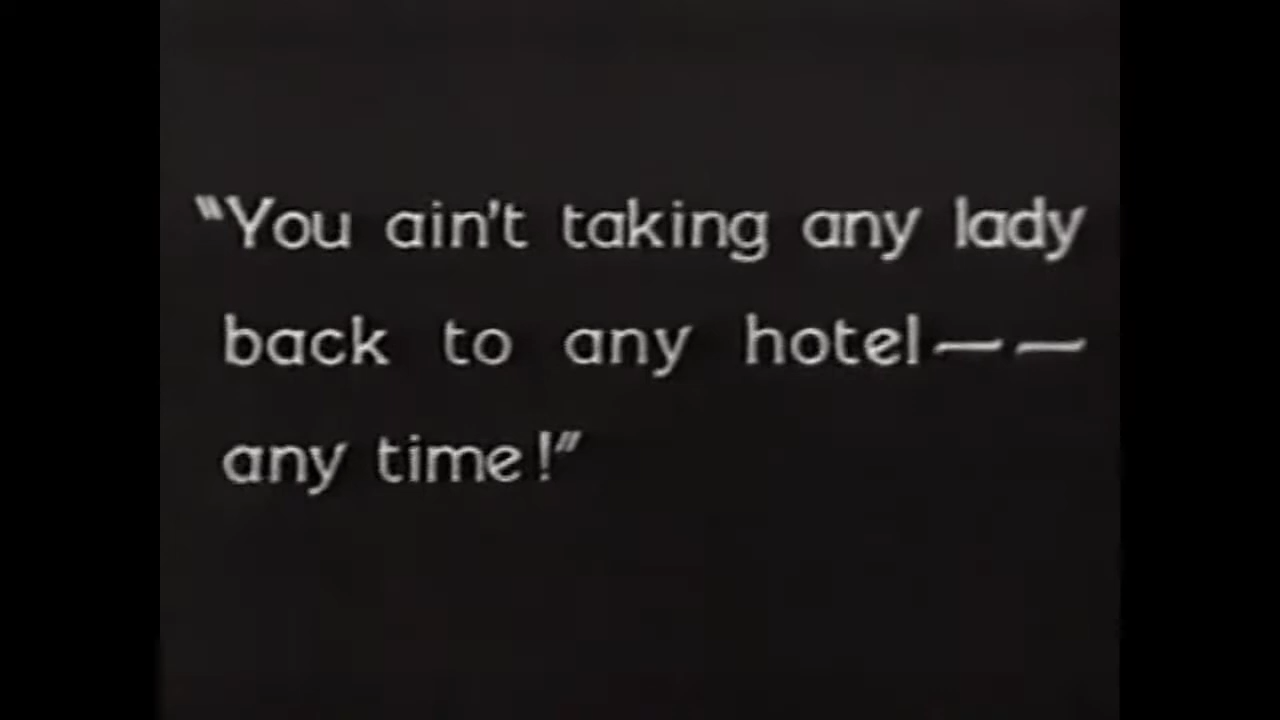 "You ain't taking any lady
back to any hotel——
any time!"